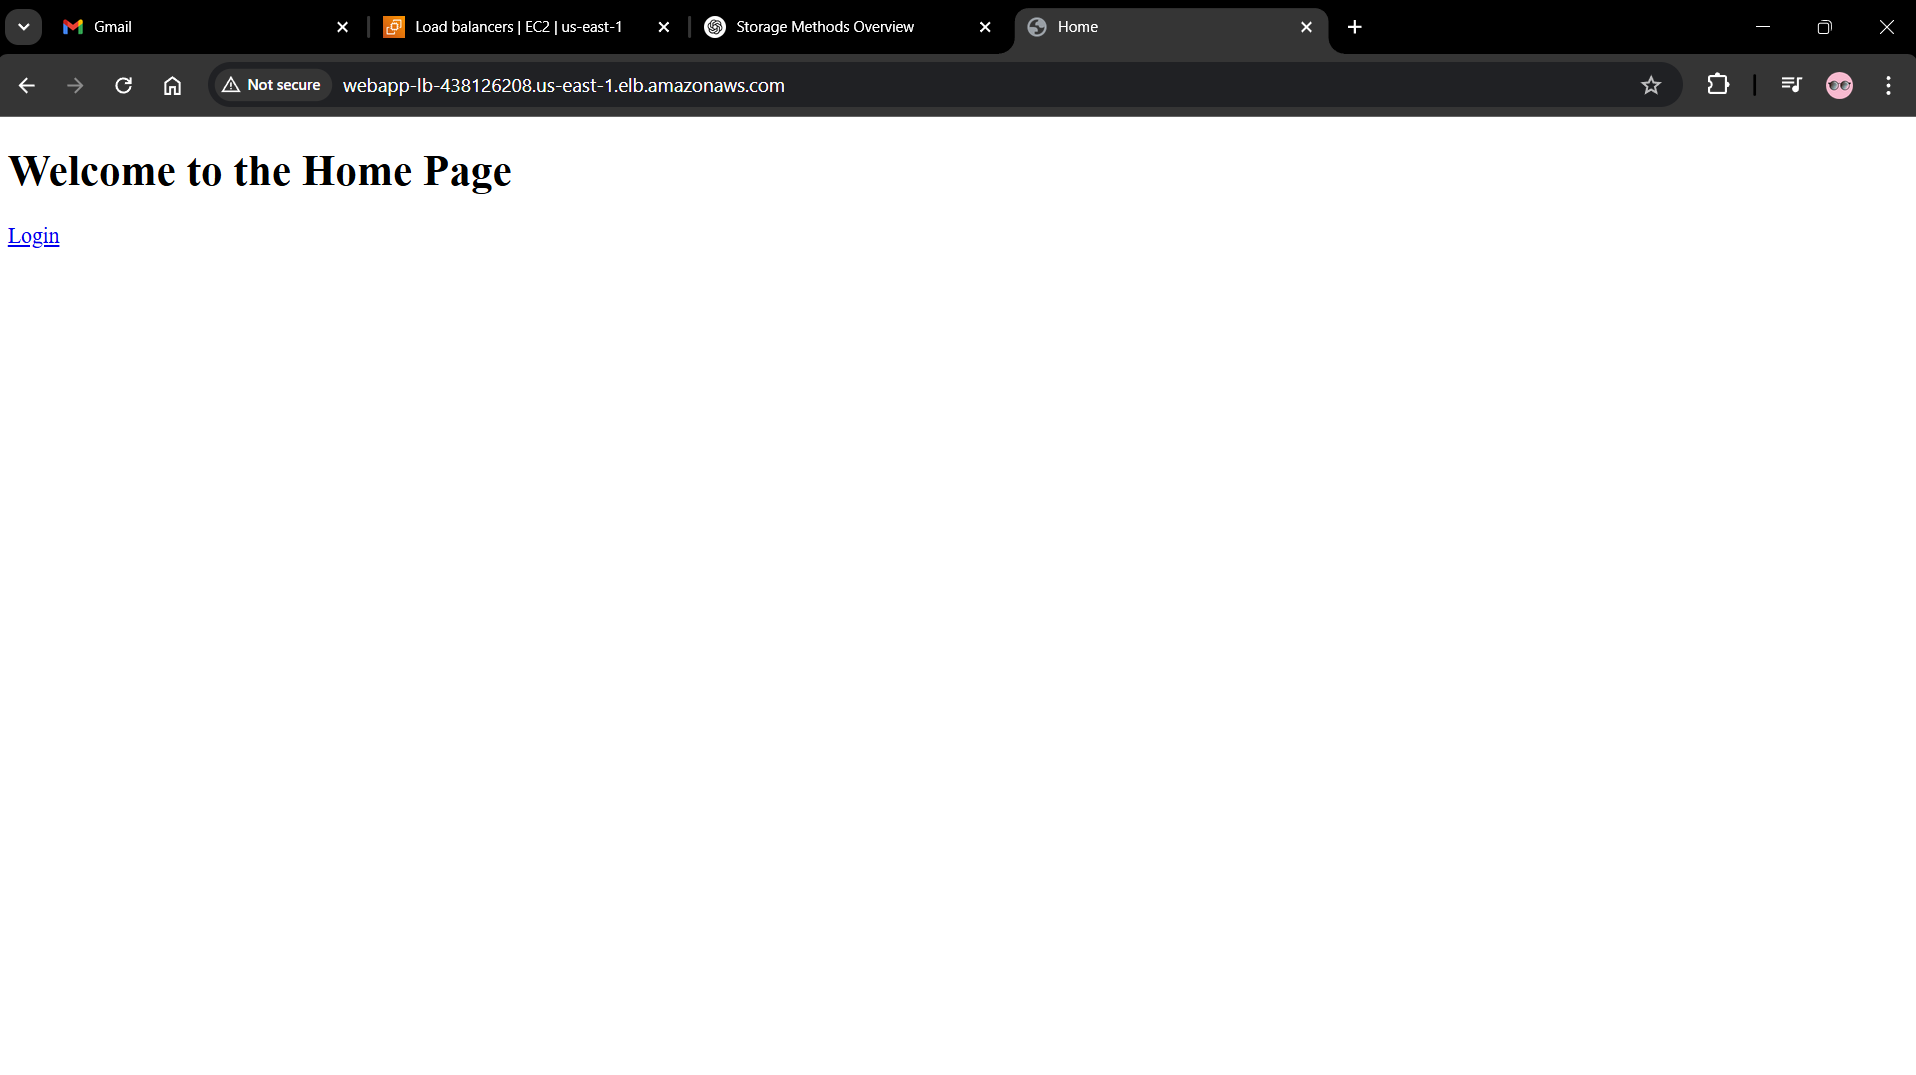 Gmail
Load balancers | EC2 | us-east-1
Storage Methods Overview
Home
Not secure
webapp-lb-438126208.us-east-1.elb.amazonaws.com
Welcome to the Home Page
Login